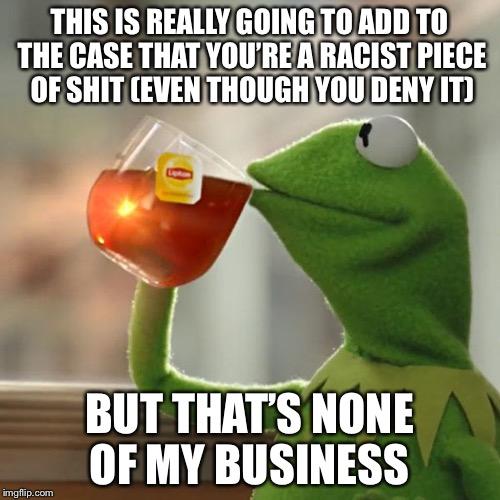 THIS IS REALLY GOING TO ADD TO
THE CASE THAT YOU’RE A RACIST PIECE
OF SHIT (EVEN THOUGH YOU DENY IT)
Lipton
BUT THAT’S NONE
OF MY BUSINESS
imgflip.com